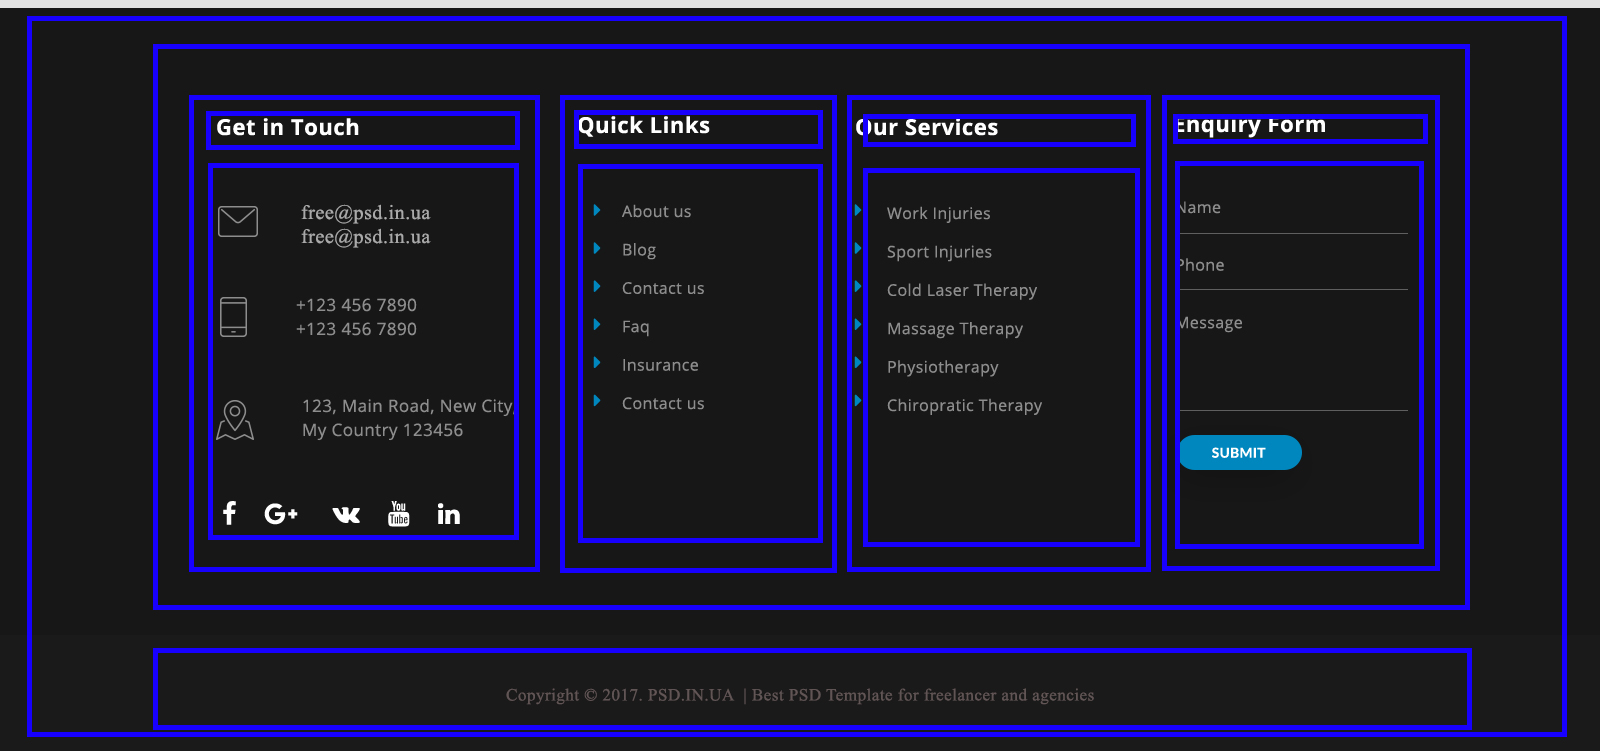 Get in Touch
free@psd.in.ua
free@psd.in.ua
+123 456 7890
+123 456 7890
123, Main Road, New City,
My Country 123456
f G+ You Tube in
Quick Links
About us
Blog
Contact us
Faq
Insurance
Contact us
Our Services
Work Injuries
Sport Injuries
Cold Laser Therapy
Massage Therapy
Physiotherapy
Chiropratic Therapy
Enquiry Form
Name
Phone
Message
SUBMIT
Copyright © 2017. PSD.IN.UA | Best PSD Template for freelancer and agencies